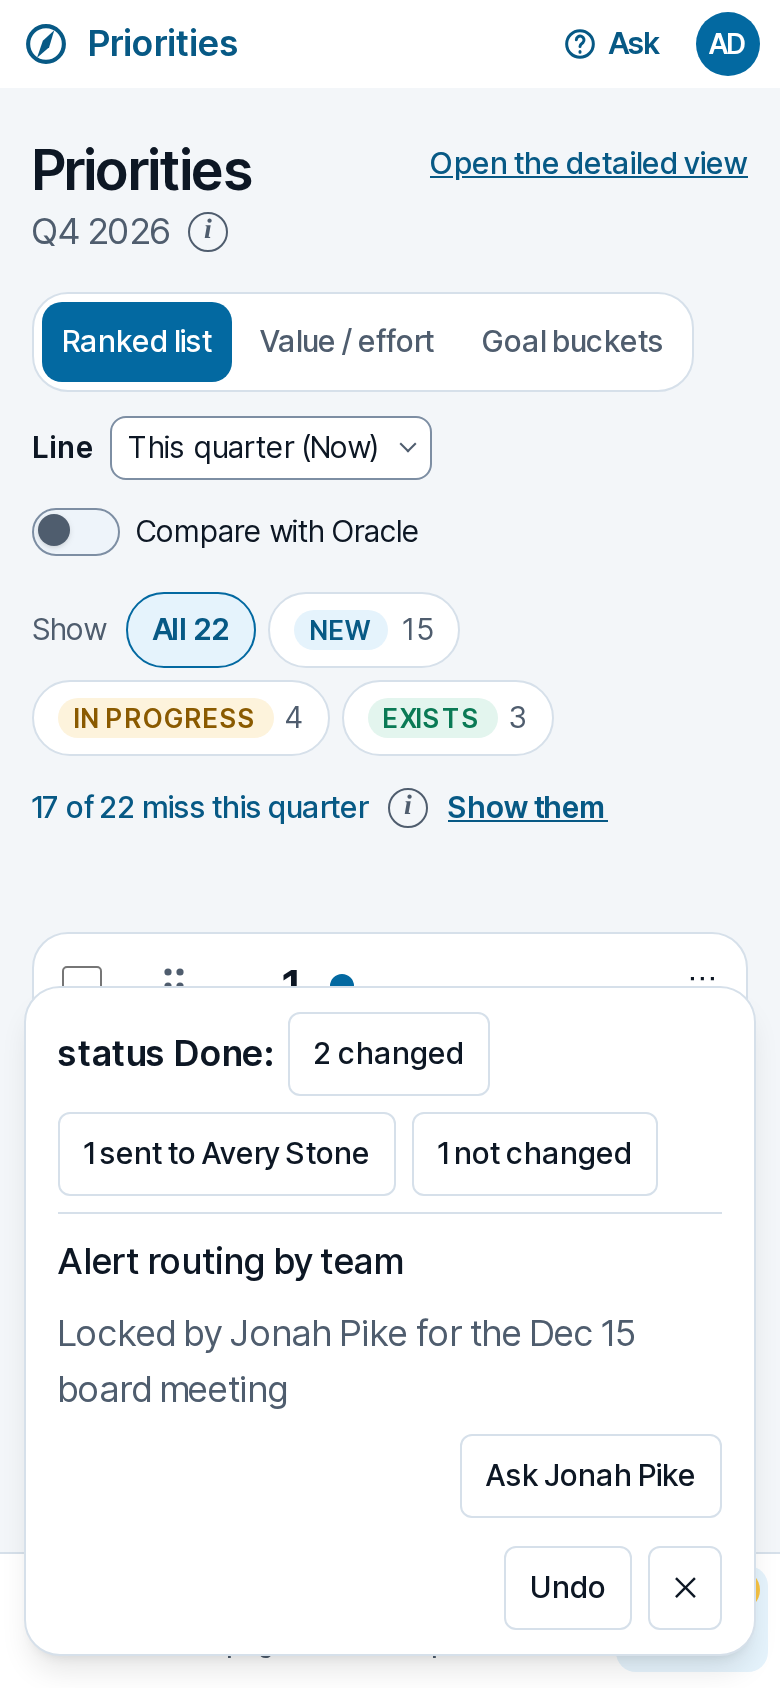 Priorities
Ask
AD
Priorities
Open the detailed view
Q4 2026 i
Ranked list
Value / effort
Goal buckets
Line
This quarter (Now)
Compare with Oracle
Show
All 22
NEW 15
IN PROGRESS 4
EXISTS 3
17 of 22 miss this quarter i Show them
1
...
status Done:
2 changed
1 sent to Avery Stone
1 not changed
Alert routing by team
Locked by Jonah Pike for the Dec 15
board meeting
Ask Jonah Pike
Undo